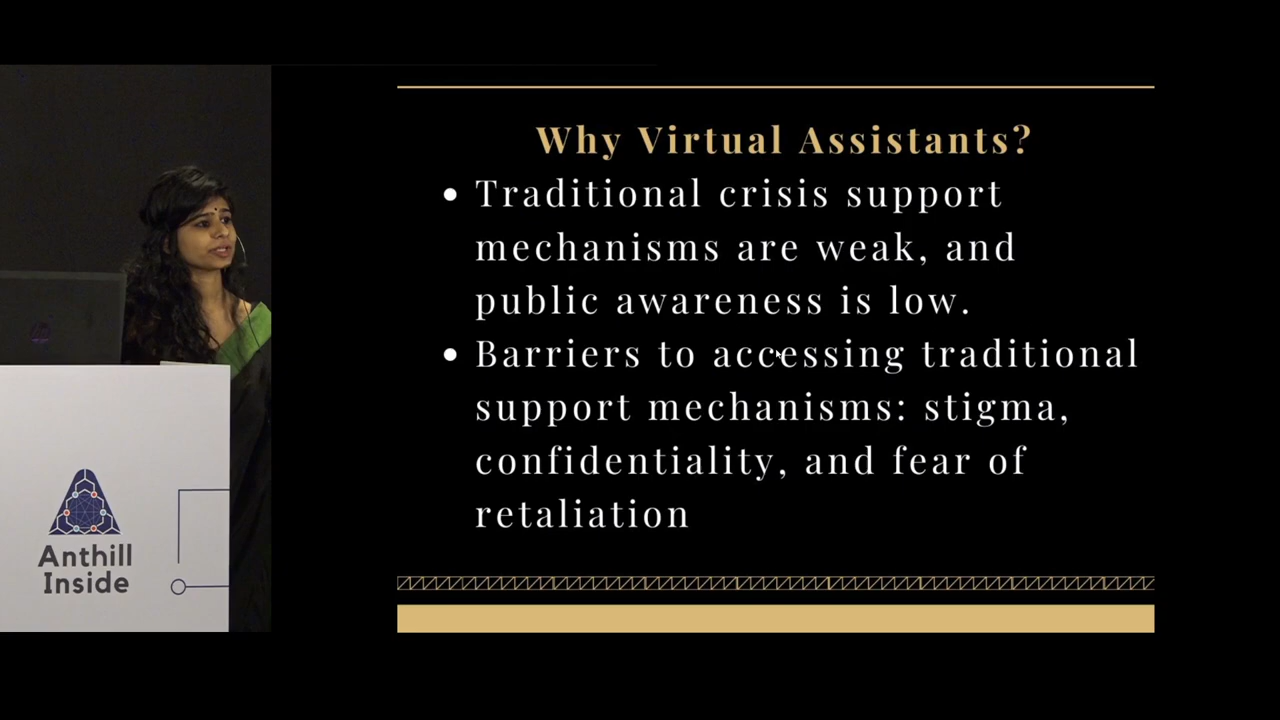 Why Virtual Assistants?
• Traditional crisis support
mechanisms are weak, and
public awareness is low.
• Barriers to accessing traditional
support mechanisms: stigma,
confidentiality, and fear of
retaliation
Anthill
Inside